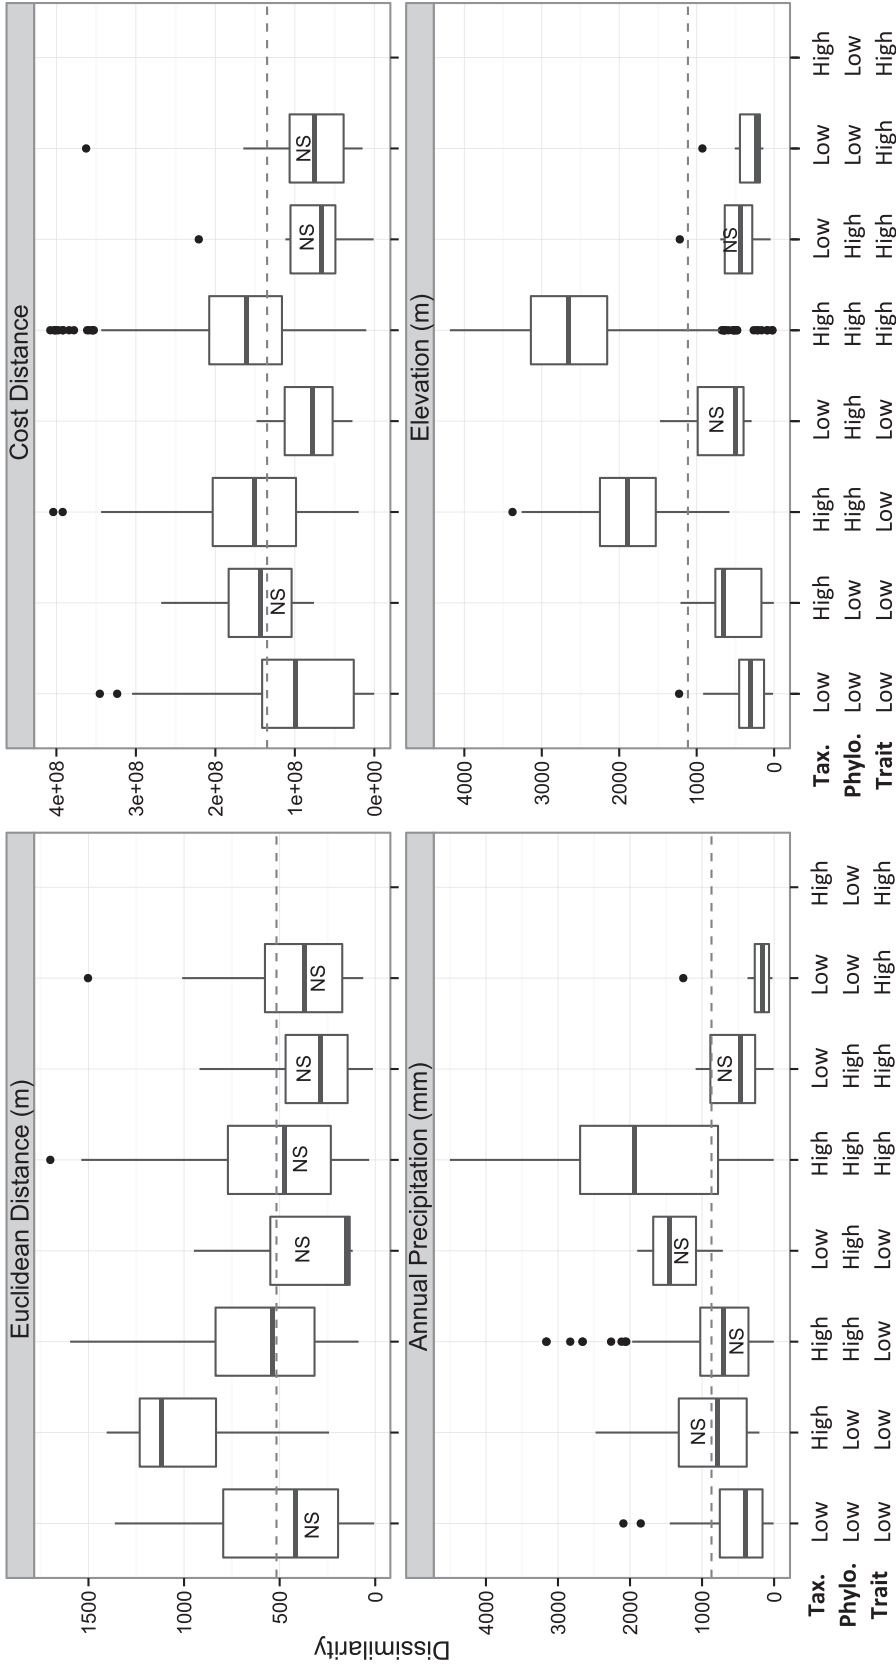 Dissimilarity
Euclidean Distance (m)
1500
1000
500
0
NS
NS
NS
NS
NS
Cost Distance
4e+08
3e+08
2e+08
1e+08
0e+00
NS
NS
NS
Annual Precipitation (mm)
4000
3000
2000
1000
0
NS
NS
NS
NS
Tax. Low High High Low High Low Low High
Phylo. Low Low High High High High Low Low
Trait Low Low Low Low High High High High
Elevation (m)
4000
3000
2000
1000
0
NS
NS
Tax. Low High High Low High Low Low High
Phylo. Low Low High High High High Low Low
Trait Low Low Low Low High High High High